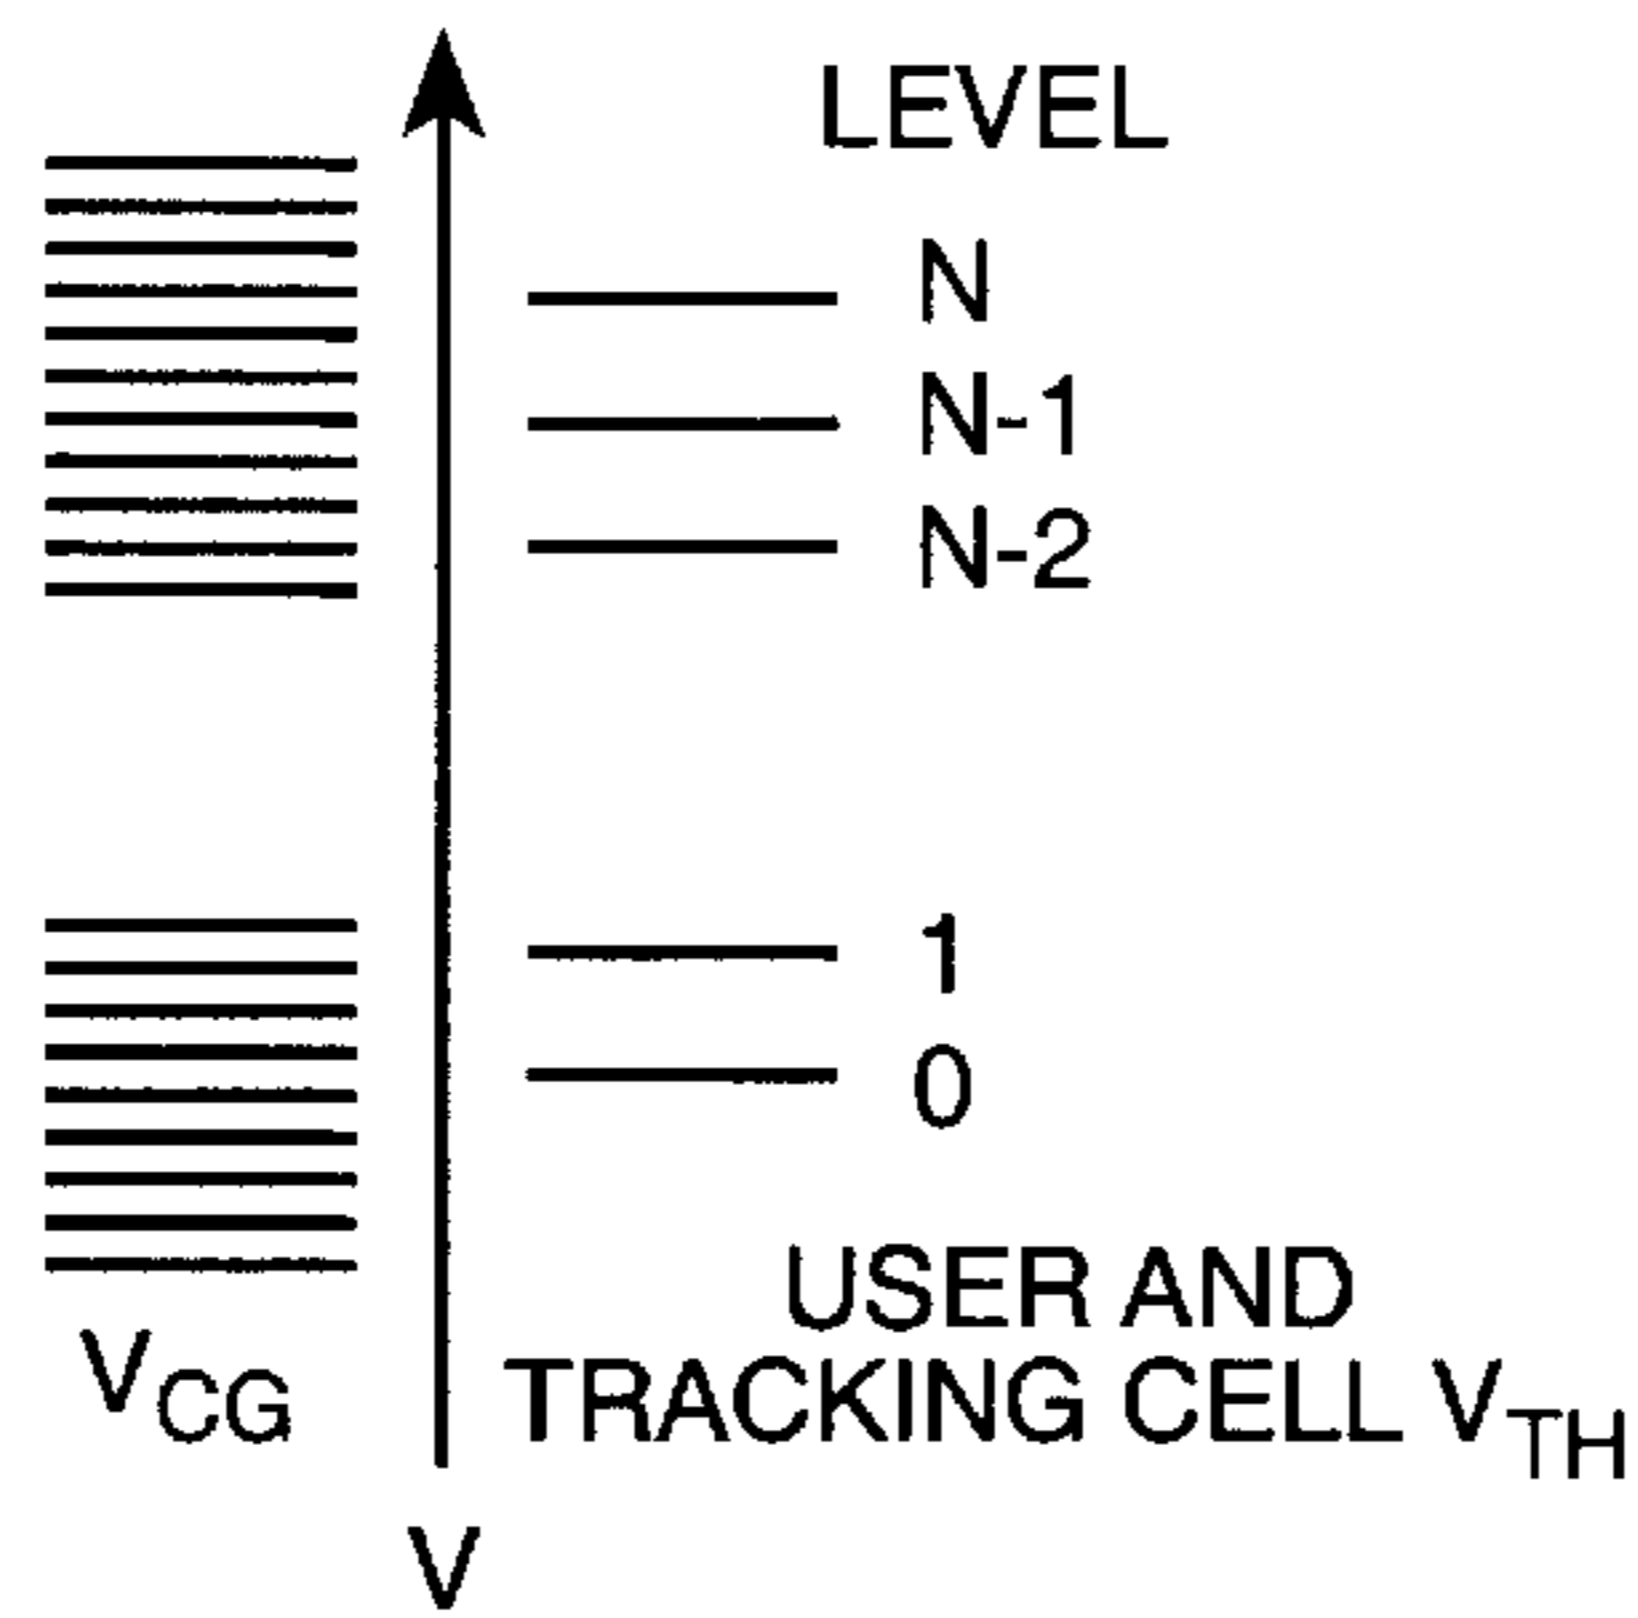 LEVEL
N
N-1
N-2
1
0
USER AND
TRACKING CELL VTH
VCG
V